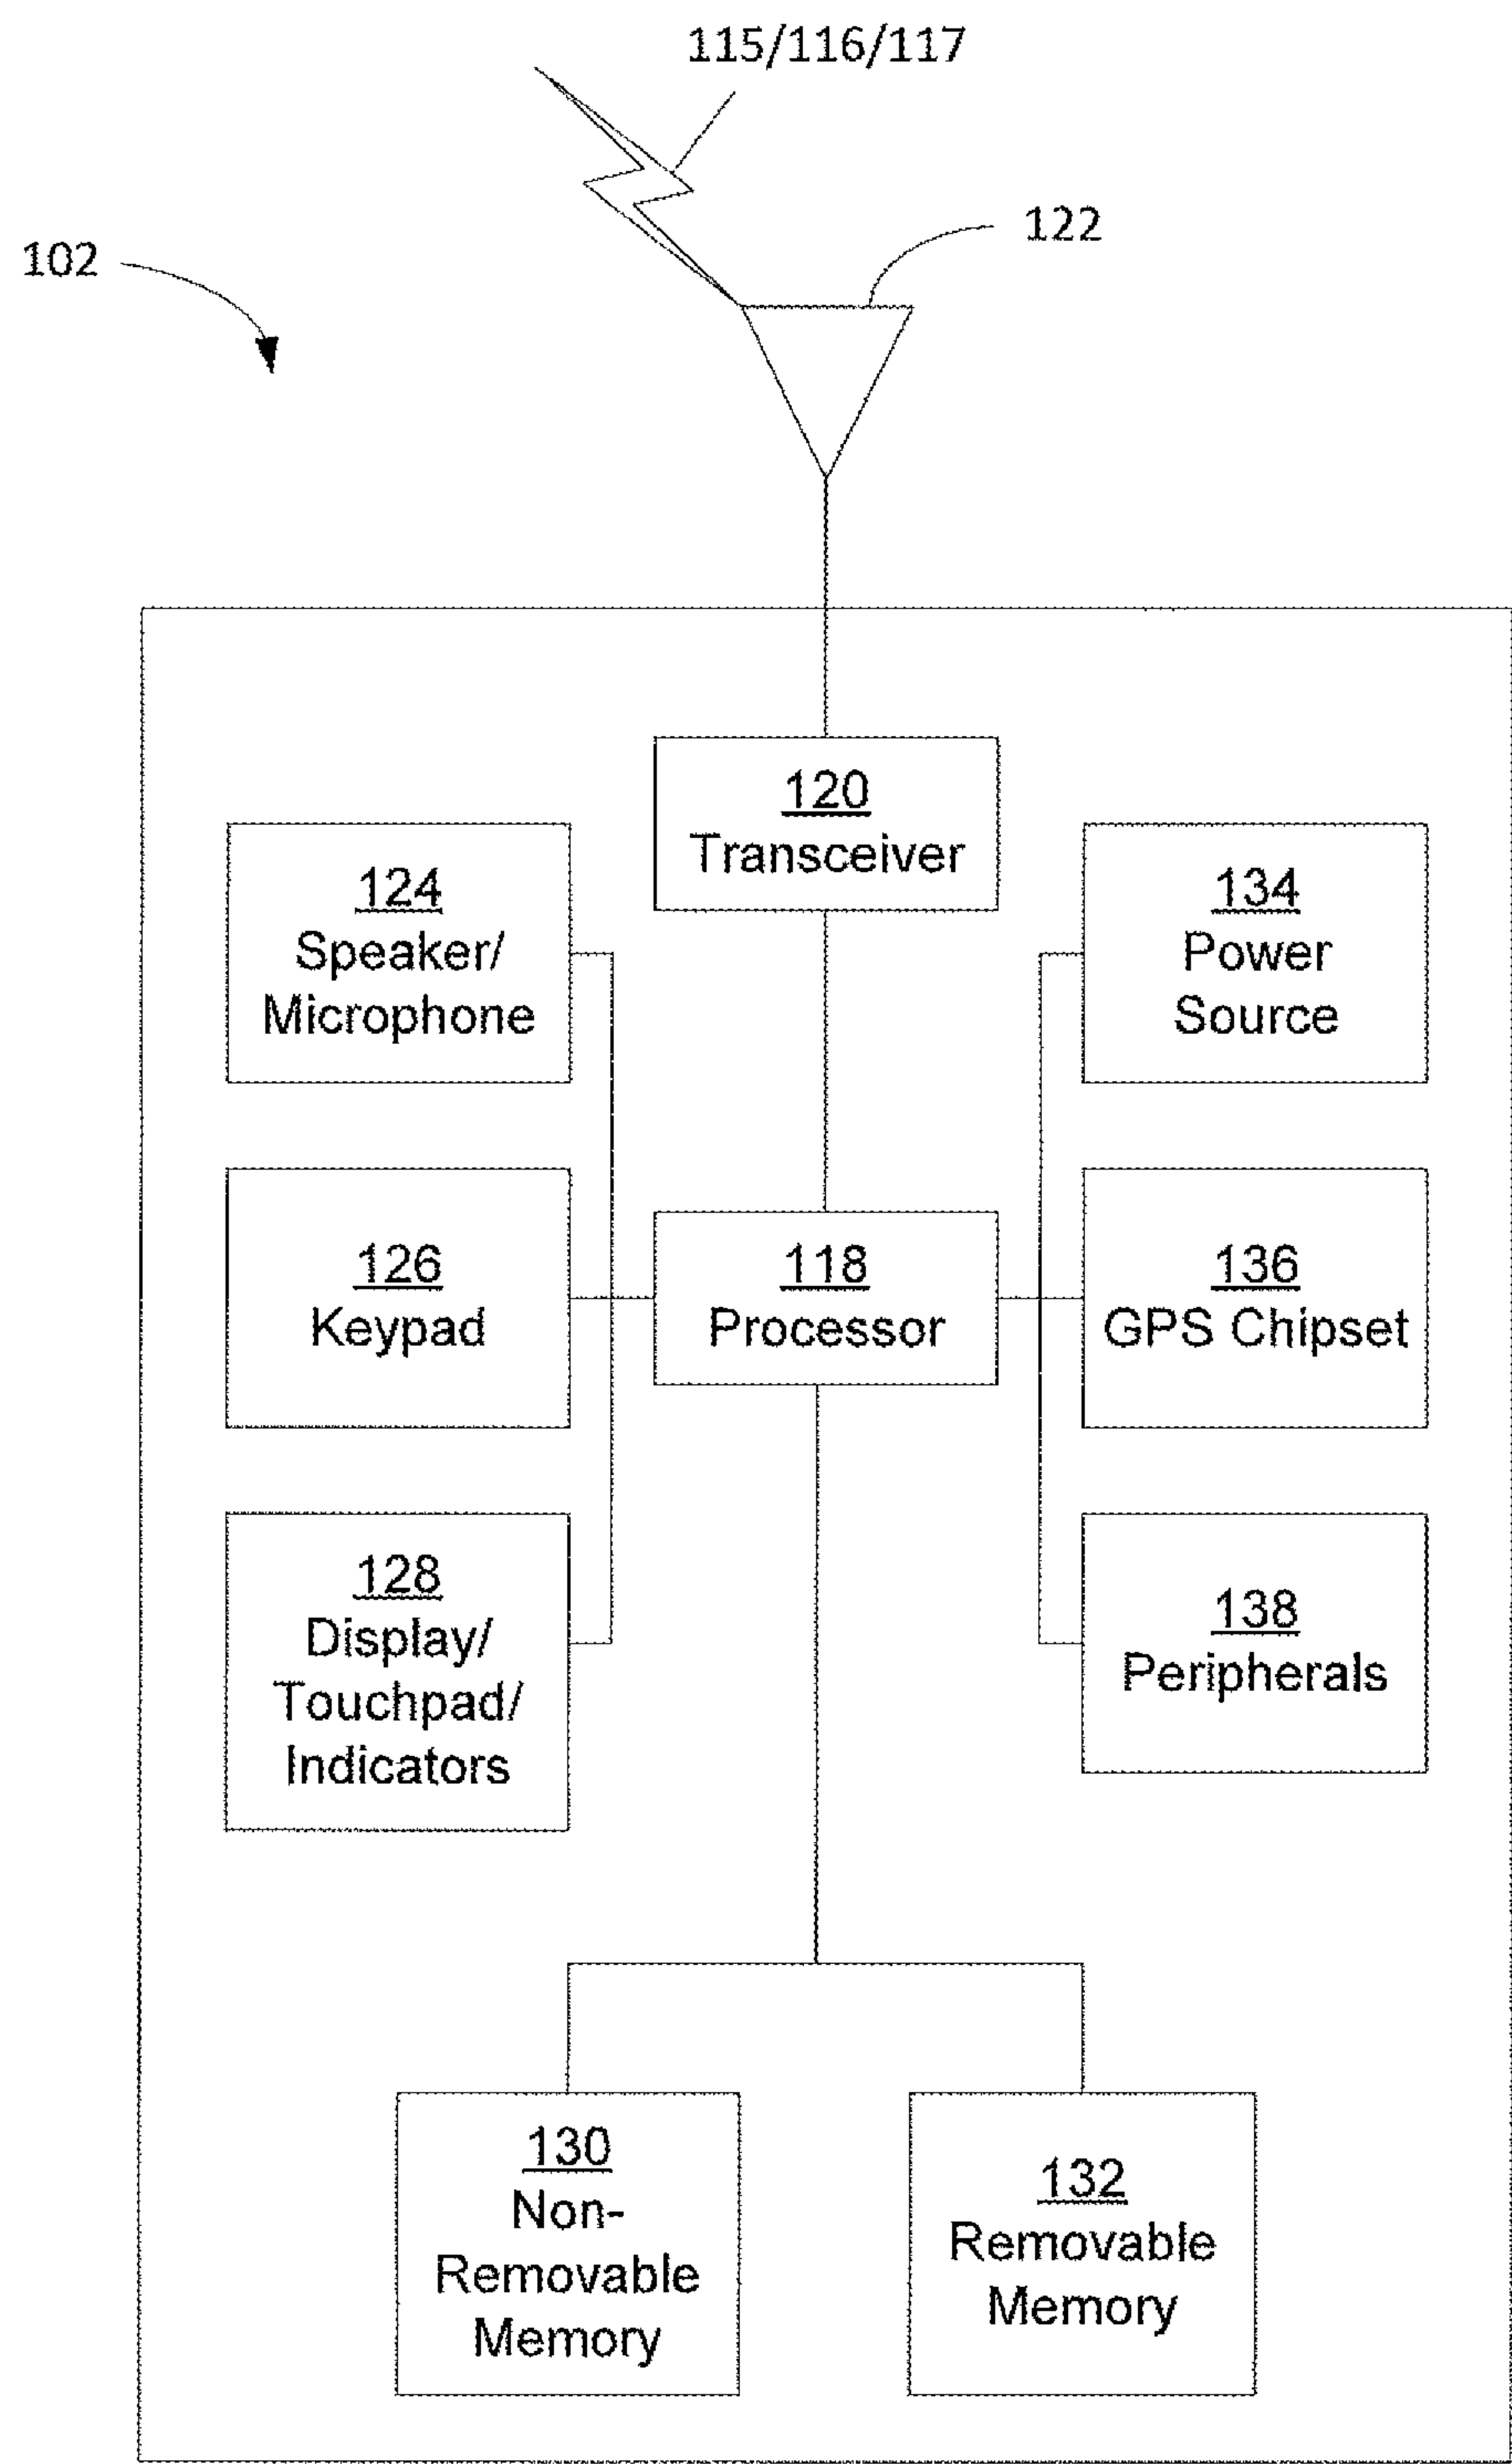 115/116/117
122
102
120
Transceiver
124
Speaker/
Microphone
134
Power
Source
126
Keypad
118
Processor
136
GPS Chipset
128
Display/
Touchpad/
Indicators
138
Peripherals
130
Non-
Removable
Memory
132
Removable
Memory